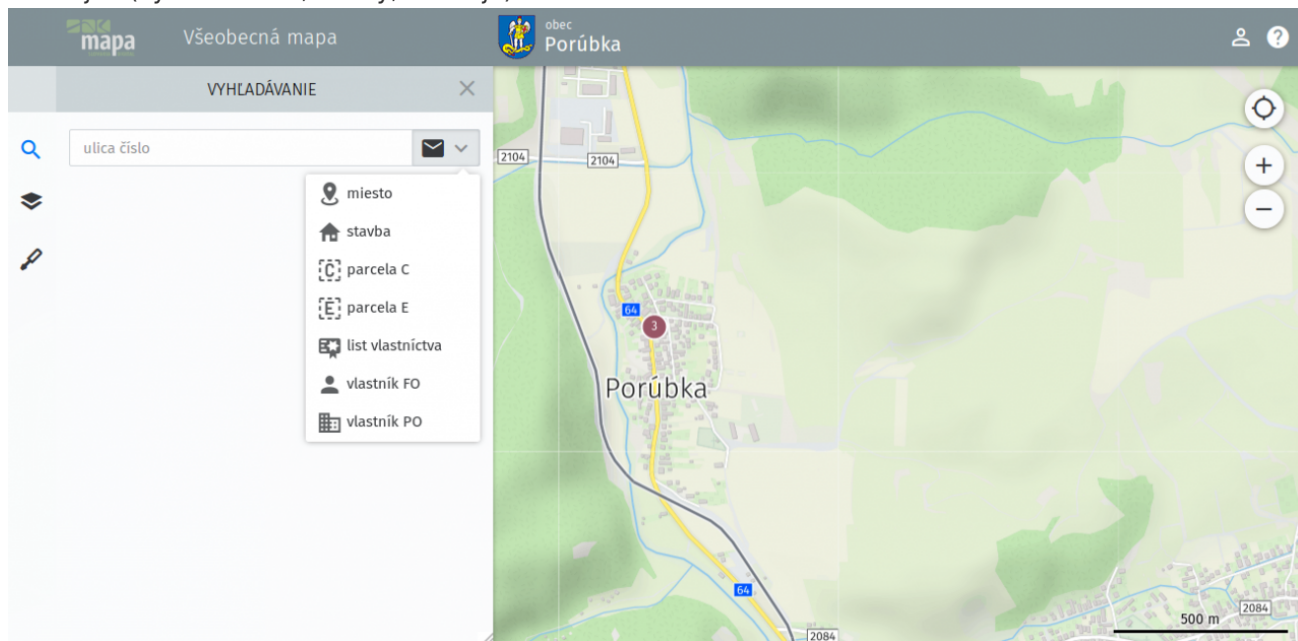 mapa
Všeobecná mapa
obec
Porúbka
VYHĽADÁVANIE
ulica číslo
miesto
stavba
C parcela C
E parcela E
list vlastníctva
vlastník FO
vlastník PO
2104
2104
64
3
Porúbka
64
500 m
2084
2084